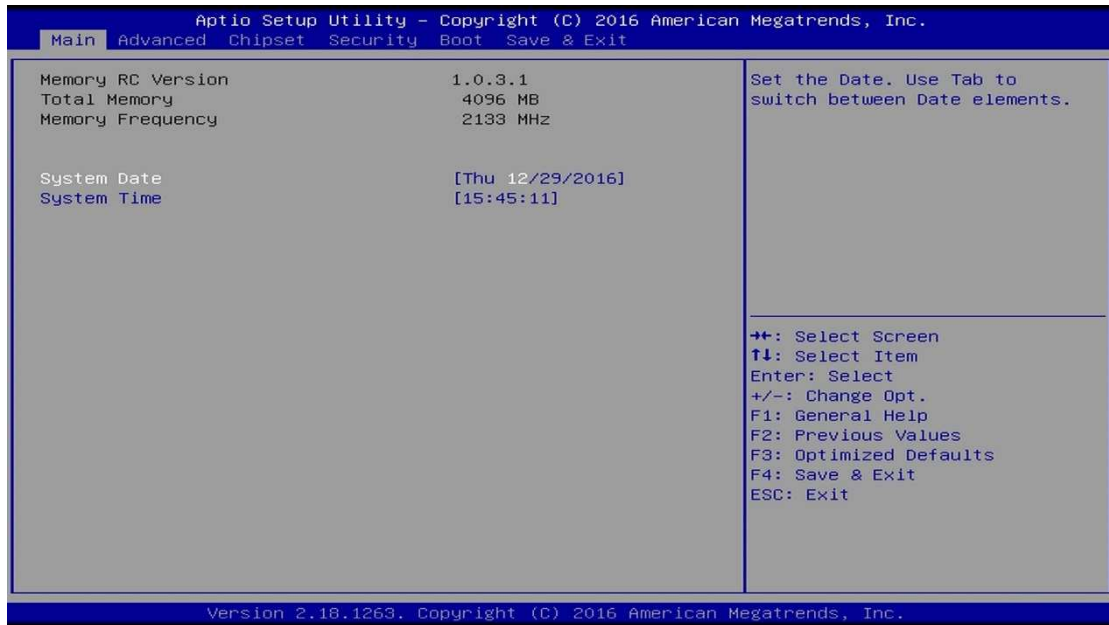 Aptio Setup Utility – Copyright (C) 2016 American Megatrends, Inc.
Main Advanced Chipset Security Boot Save & Exit
Memory RC Version 1.0.3.1
Total Memory 4096 MB
Memory Frequency 2133 MHz
System Date [Thu 12/29/2016]
System Time [15:45:11]
Set the Date. Use Tab to
switch between Date elements.
→←: Select Screen
↑↓: Select Item
Enter: Select
+/-: Change Opt.
F1: General Help
F2: Previous Values
F3: Optimized Defaults
F4: Save & Exit
ESC: Exit
Version 2.18.1263. Copyright (C) 2016 American Megatrends, Inc.